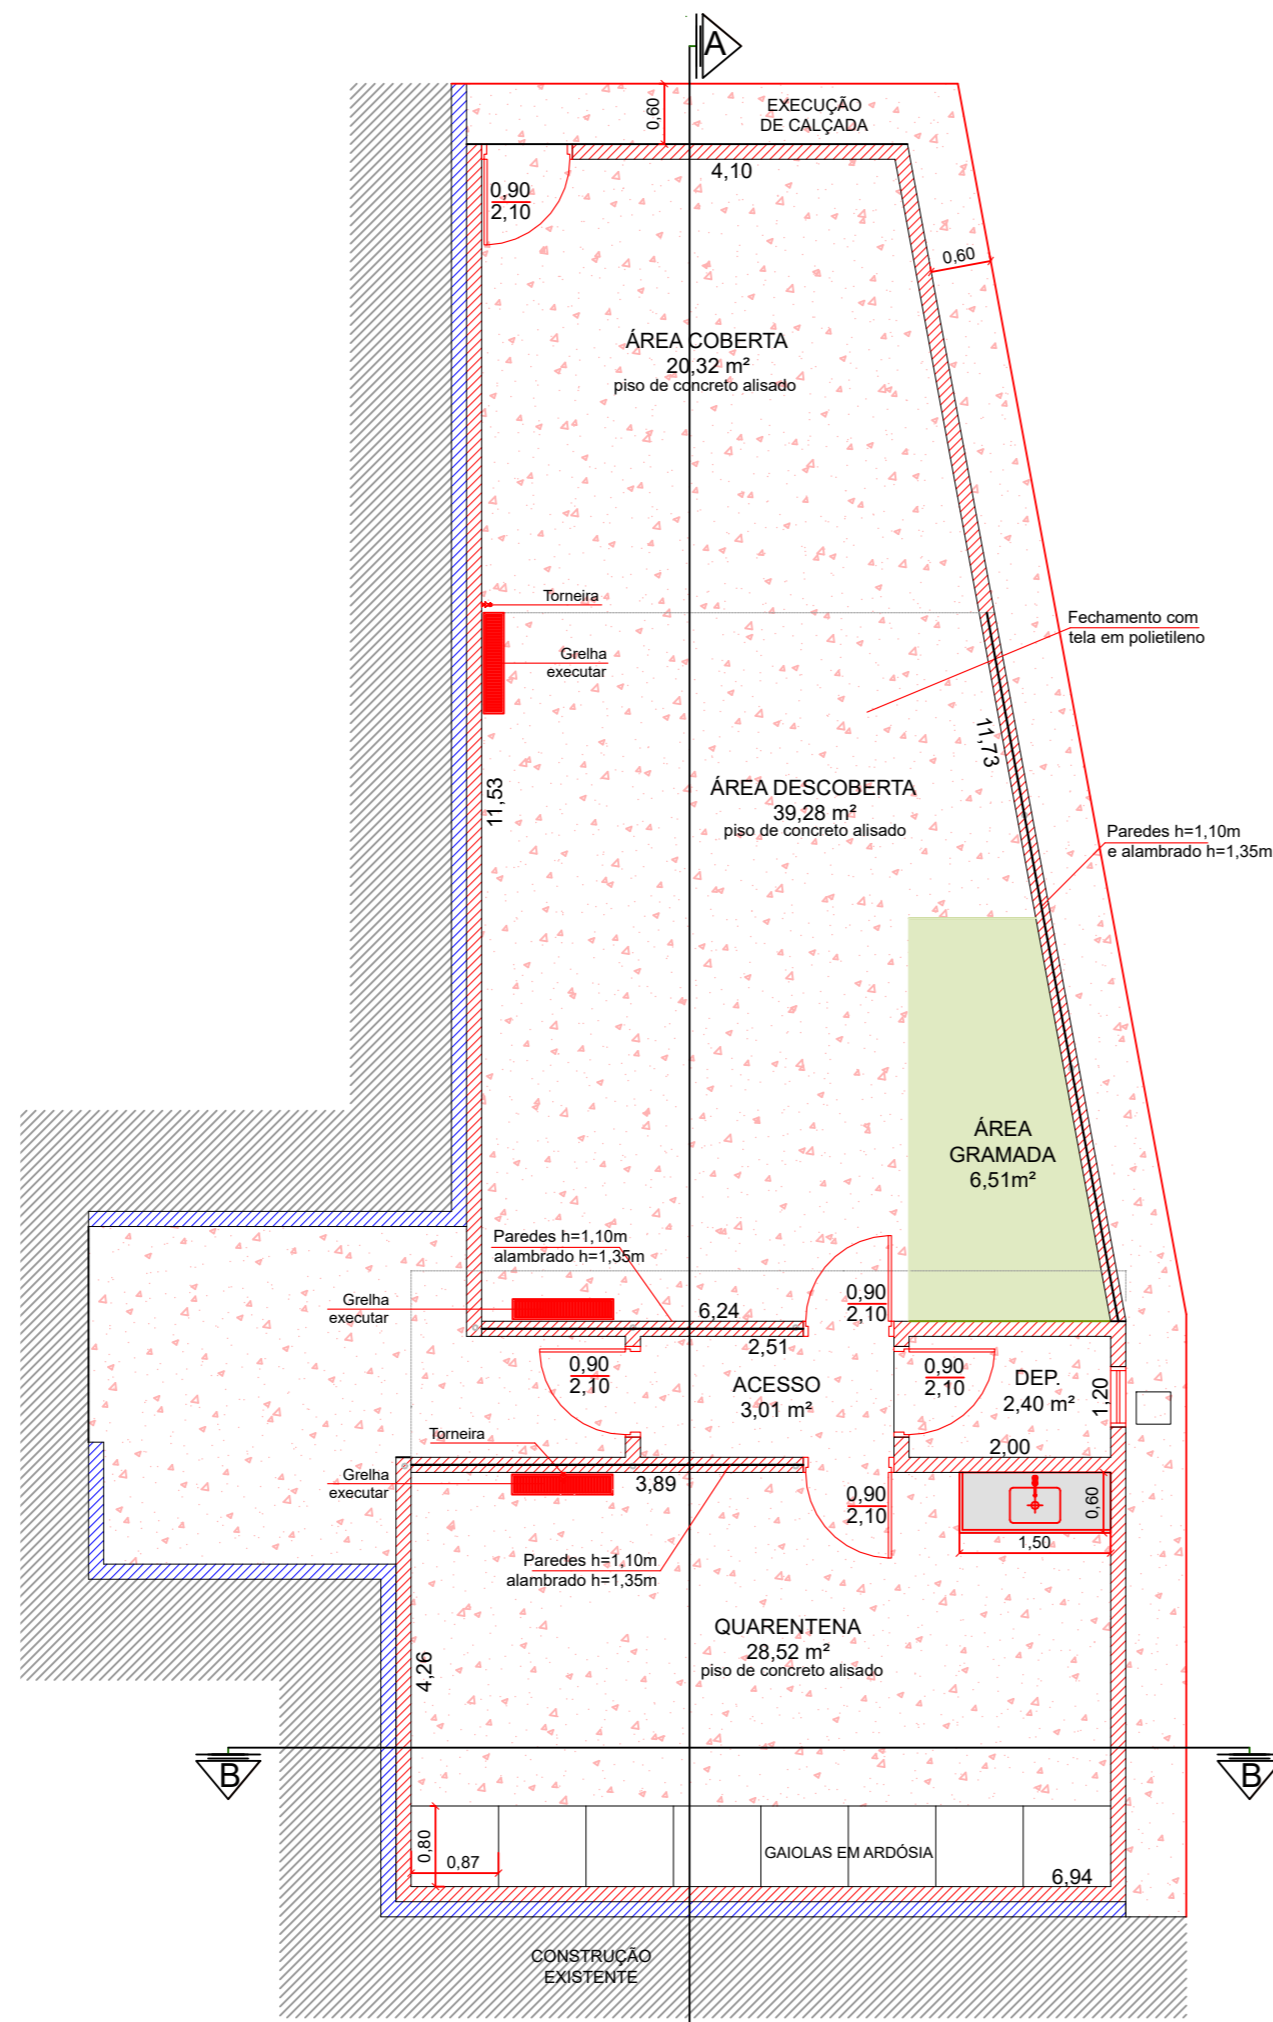 A
0,60
EXECUÇÃO
DE CALÇADA
4,10
0,90
2,10
0,60
ÁREA COBERTA
20,32 m²
piso de concreto alisado
Torneira
Grelha
executar
Fechamento com
tela em polietileno
11,73
11,53
ÁREA DESCOBERTA
39,28 m²
piso de concreto alisado
Paredes h=1,10m
e alambrado h=1,35m
ÁREA
GRAMADA
6,51m²
Paredes h=1,10m
alambrado h=1,35m
Grelha
executar
6,24
0,90
2,10
2,51
0,90
2,10
ACESSO
3,01 m²
0,90
2,10
DEP.
2,40 m²
1,20
2,00
Torneira
Grelha
executar
3,89
0,90
2,10
0,60
1,50
Paredes h=1,10m
alambrado h=1,35m
QUARENTENA
28,52 m²
piso de concreto alisado
4,26
B
B
0,80
0,87
GAIOLAS EM ARDÓSIA
6,94
CONSTRUÇÃO
EXISTENTE